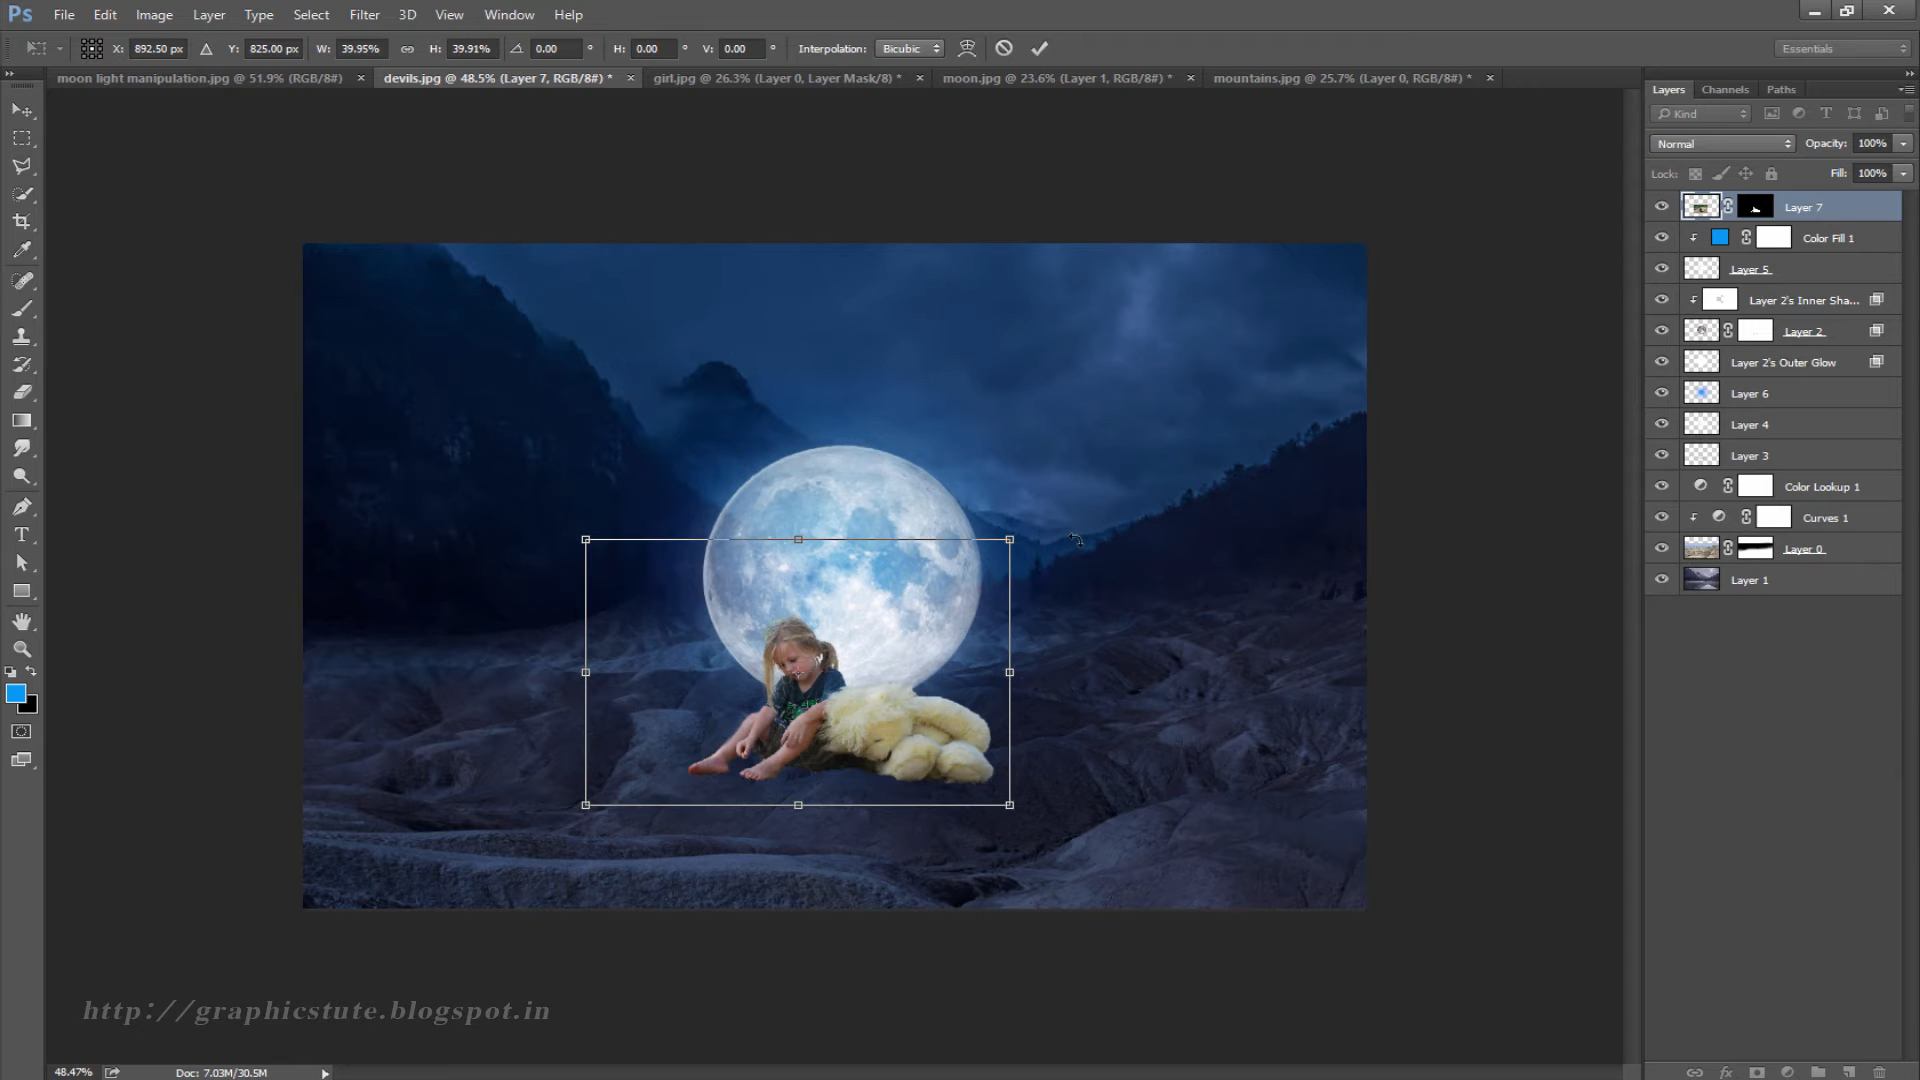 Ps File Edit Image Layer Type Select Filter 3D View Window Help
X: 892.50 px Y: 825.00 px W: 39.95% H: 39.91% 0.00 ° H: 0.00 ° V: 0.00 ° Interpolation: Bicubic Essentials
moon light manipulation.jpg @ 51.9% (RGB/8#) × devils.jpg @ 48.5% (Layer 7, RGB/8#) * × girl.jpg @ 26.3% (Layer 0, Layer Mask/8) * × moon.jpg @ 23.6% (Layer 1, RGB/8#) * × mountains.jpg @ 25.7% (Layer 0, RGB/8#) * ×
Layers Channels Paths
Kind
Normal Opacity: 100%
Lock: Fill: 100%
Layer 7
Color Fill 1
Layer 5
Layer 2's Inner Sha...
Layer 2
Layer 2's Outer Glow
Layer 6
Layer 4
Layer 3
Color Lookup 1
Curves 1
Layer 0
Layer 1
http://graphicstute.blogspot.in
48.47% Doc: 7.03M/30.5M